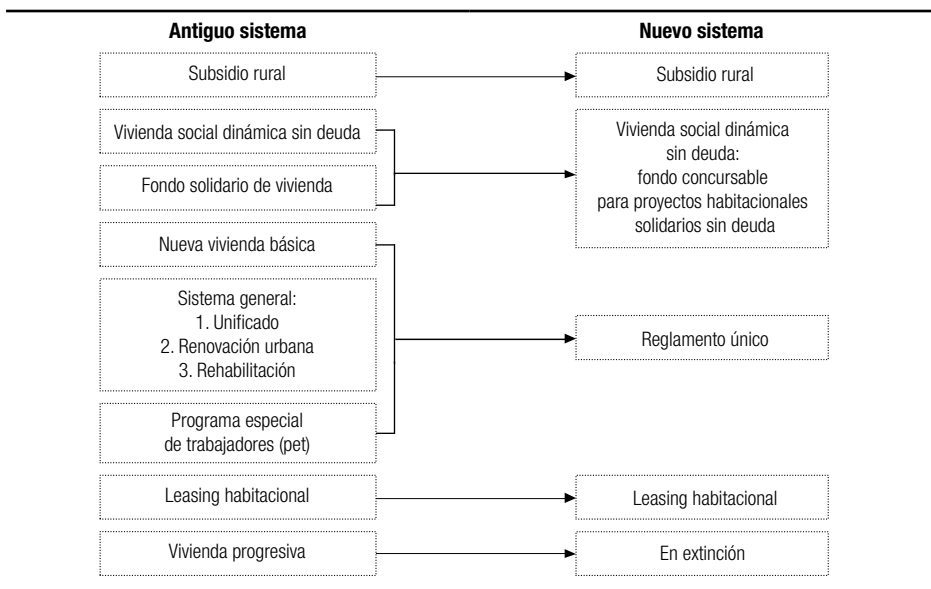 Antiguo sistema
Nuevo sistema
Subsidio rural
Subsidio rural
Vivienda social dinámica sin deuda
Fondo solidario de vivienda
Vivienda social dinámica
sin deuda:
fondo concursable
para proyectos habitacionales
solidarios sin deuda
Nueva vivienda básica
Sistema general:
1. Unificado
2. Renovación urbana
3. Rehabilitación
Programa especial
de trabajadores (pet)
Reglamento único
Leasing habitacional
Leasing habitacional
Vivienda progresiva
En extinción